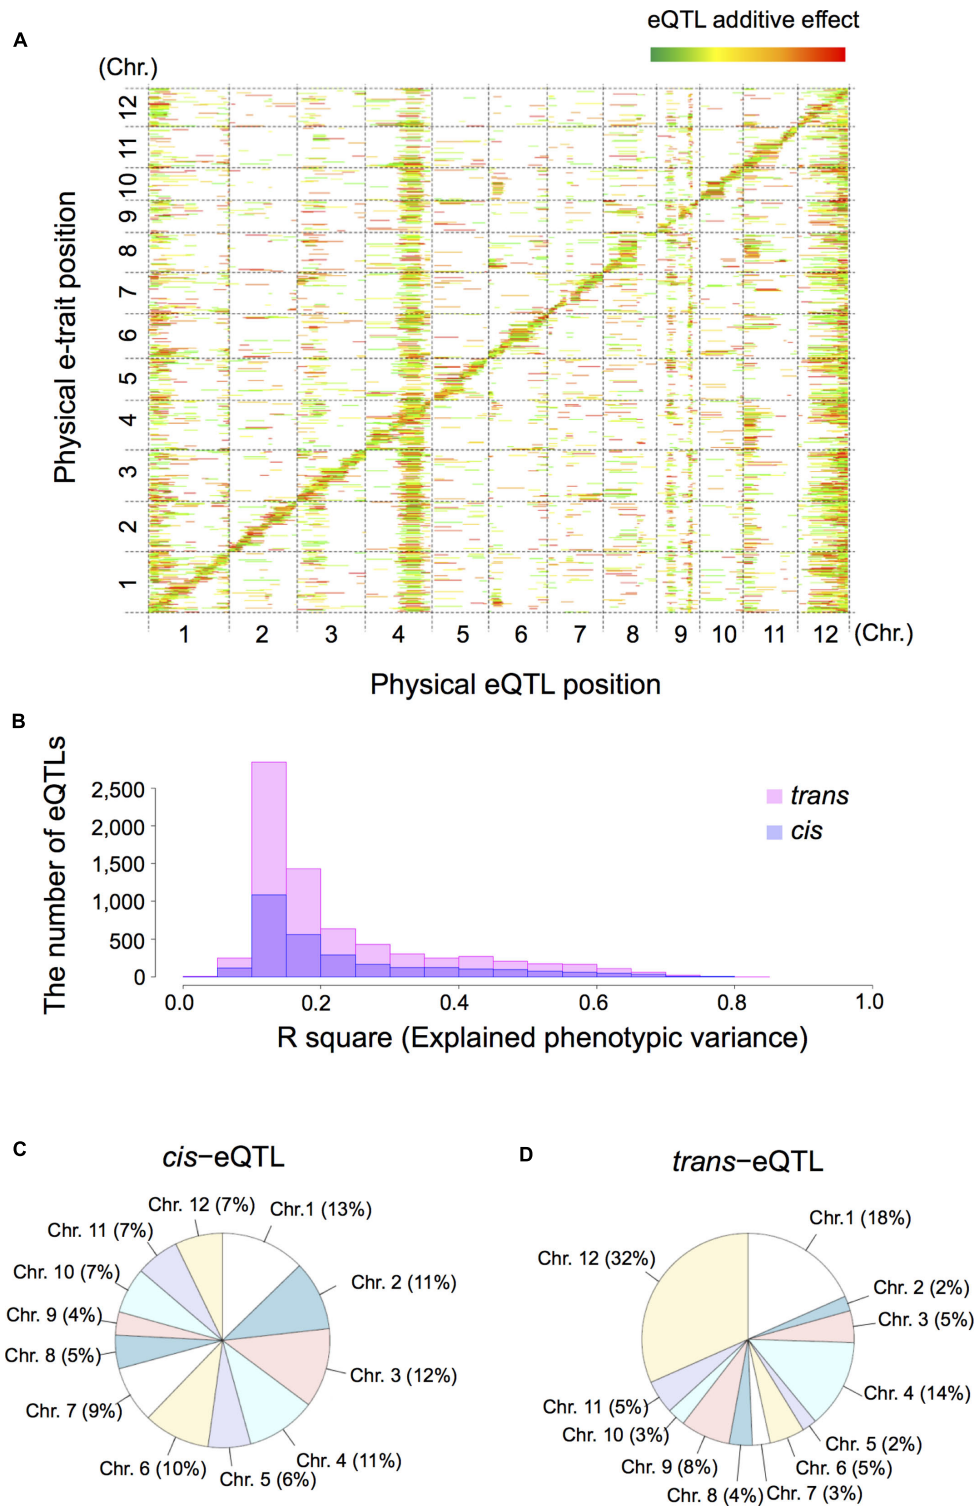 A
eQTL additive effect
(Chr.)
Physical e-trait position
12
11
10
9
8
7
6
5
4
3
2
1
1 2 3 4 5 6 7 8 9 10 11 12 (Chr.)
Physical eQTL position
B
The number of eQTLs
2,500
2,000
1,500
1,000
500
0
trans
cis
0.0 0.2 0.4 0.6 0.8 1.0
R square (Explained phenotypic variance)
C
cis−eQTL
Chr.1 (13%)
Chr. 2 (11%)
Chr. 3 (12%)
Chr. 4 (11%)
Chr. 5 (6%)
Chr. 6 (10%)
Chr. 7 (9%)
Chr. 8 (5%)
Chr. 9 (4%)
Chr. 10 (7%)
Chr. 11 (7%)
Chr. 12 (7%)
D
trans−eQTL
Chr.1 (18%)
Chr. 2 (2%)
Chr. 3 (5%)
Chr. 4 (14%)
Chr. 5 (2%)
Chr. 6 (5%)
Chr. 7 (3%)
Chr. 8 (4%)
Chr. 9 (8%)
Chr. 10 (3%)
Chr. 11 (5%)
Chr. 12 (32%)